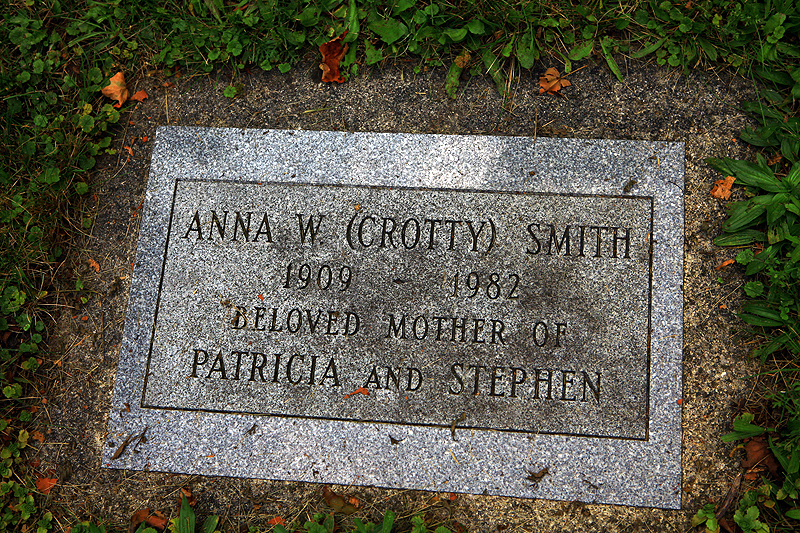 ANNA W. (CROTTY) SMITH
1909 - 1982
BELOVED MOTHER OF
PATRICIA AND STEPHEN